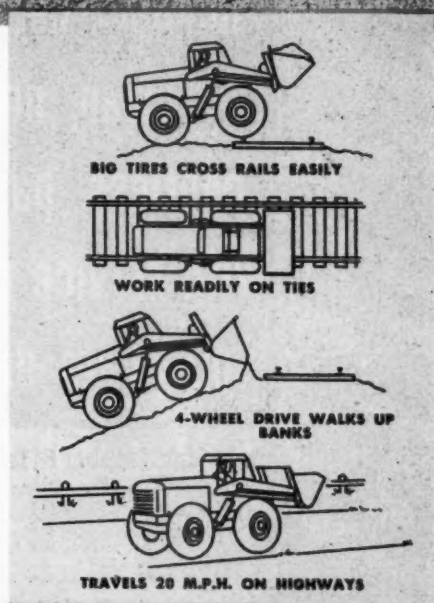 BIG TIRES CROSS RAILS EASILY
WORK READILY ON TIES
4-WHEEL DRIVE WALKS UP
BANKS
TRAVELS 20 M.P.H. ON HIGHWAYS